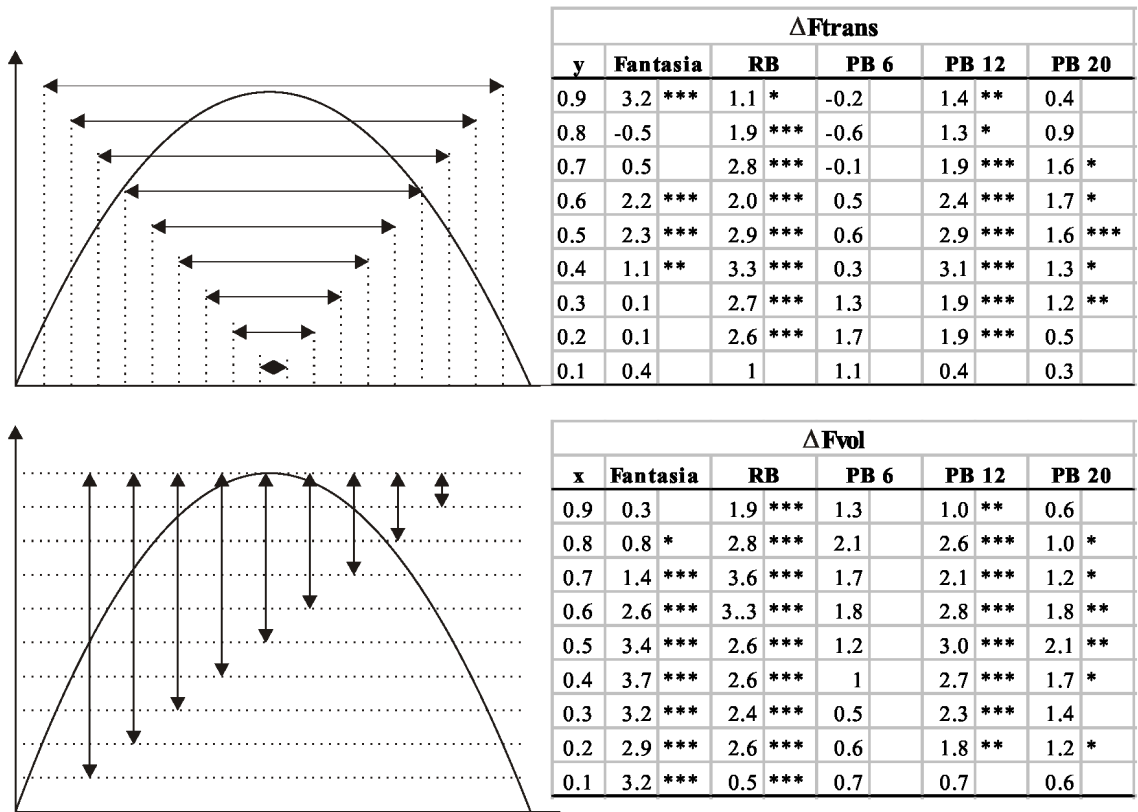 ΔFtrans
y Fantasia RB PB 6 PB 12 PB 20
0.9 3.2 *** 1.1 * -0.2 1.4 ** 0.4
0.8 -0.5 1.9 *** -0.6 1.3 * 0.9
0.7 0.5 2.8 *** -0.1 1.9 *** 1.6 *
0.6 2.2 *** 2.0 *** 0.5 2.4 *** 1.7 *
0.5 2.3 *** 2.9 *** 0.6 2.9 *** 1.6 ***
0.4 1.1 ** 3.3 *** 0.3 3.1 *** 1.3 *
0.3 0.1 2.7 *** 1.3 1.9 *** 1.2 **
0.2 0.1 2.6 *** 1.7 1.9 *** 0.5
0.1 0.4 1 1.1 0.4 0.3
ΔFvol
x Fantasia RB PB 6 PB 12 PB 20
0.9 0.3 1.9 *** 1.3 1.0 ** 0.6
0.8 0.8 * 2.8 *** 2.1 2.6 *** 1.0 *
0.7 1.4 *** 3.6 *** 1.7 2.1 *** 1.2 *
0.6 2.6 *** 3..3 *** 1.8 2.8 *** 1.8 **
0.5 3.4 *** 2.6 *** 1.2 3.0 *** 2.1 **
0.4 3.7 *** 2.6 *** 1 2.7 *** 1.7 *
0.3 3.2 *** 2.4 *** 0.5 2.3 *** 1.4
0.2 2.9 *** 2.6 *** 0.6 1.8 ** 1.2 *
0.1 3.2 *** 0.5 *** 0.7 0.7 0.6